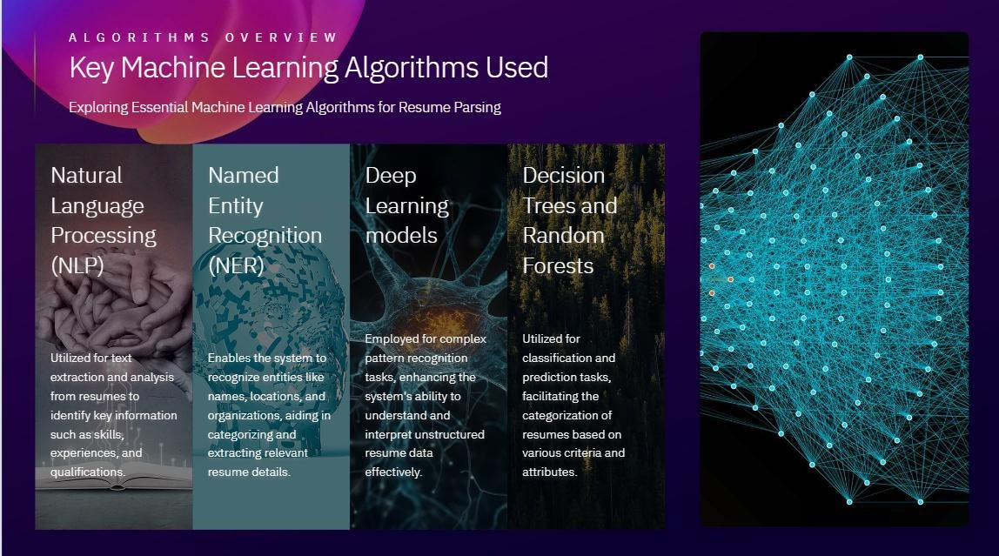 ALGORITHMS OVERVIEW
Key Machine Learning Algorithms Used
Exploring Essential Machine Learning Algorithms for Resume Parsing
Natural
Language
Processing
(NLP)
Utilized for text
extraction and analysis
from resumes to
identify key information
such as skills,
experiences, and
qualifications.
Named
Entity
Recognition
(NER)
Enables the system to
recognize entities like
names, locations, and
organizations, aiding in
categorizing and
extracting relevant
resume details.
Deep
Learning
models
Employed for complex
pattern recognition
tasks, enhancing the
system's ability to
understand and
interpret unstructured
resume data
effectively.
Decision
Trees and
Random
Forests
Utilized for
classification and
prediction tasks,
facilitating the
categorization of
resumes based on
various criteria and
attributes.